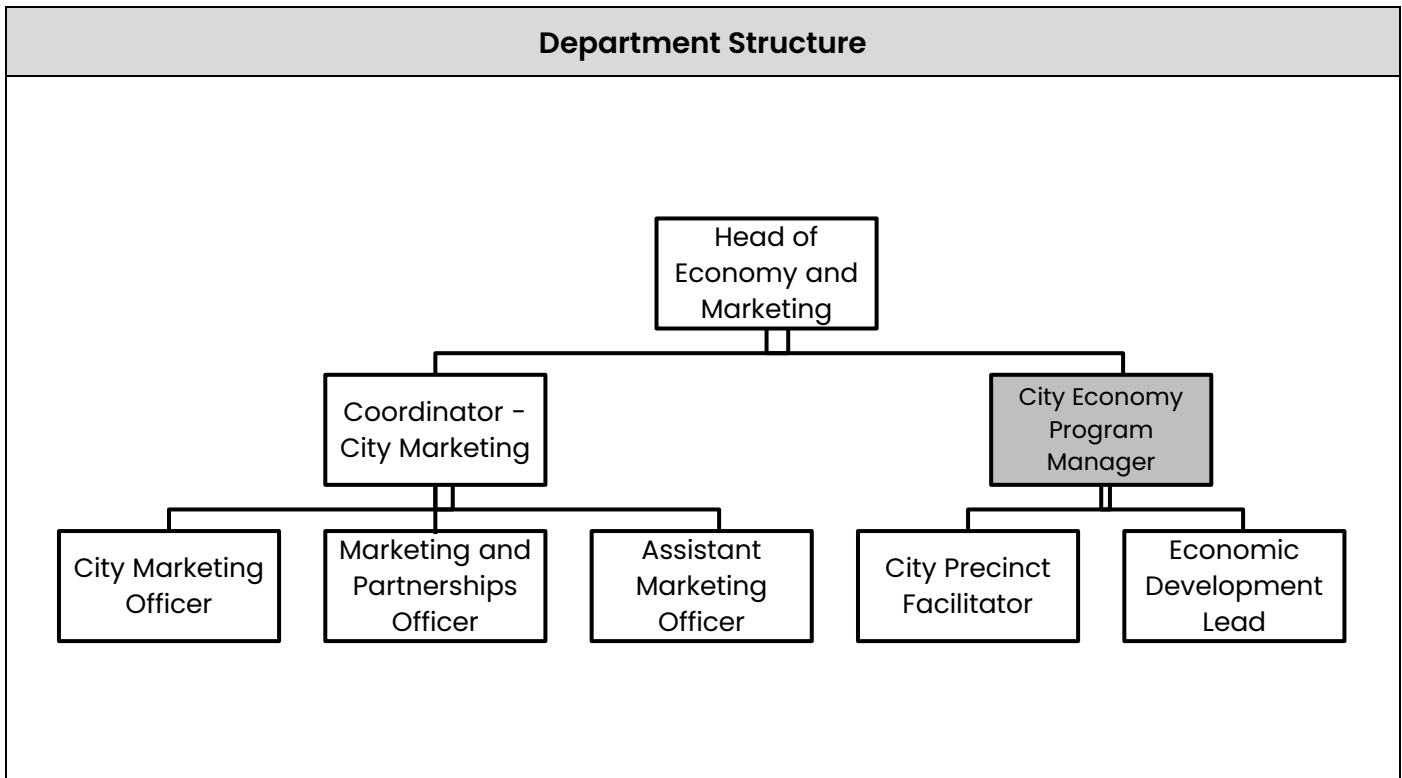 Department Structure
Head of
Economy and
Marketing
Coordinator -
City Marketing
City Economy
Program
Manager
City Marketing
Officer
Marketing and
Partnerships
Officer
Assistant
Marketing
Officer
City Precinct
Facilitator
Economic
Development
Lead